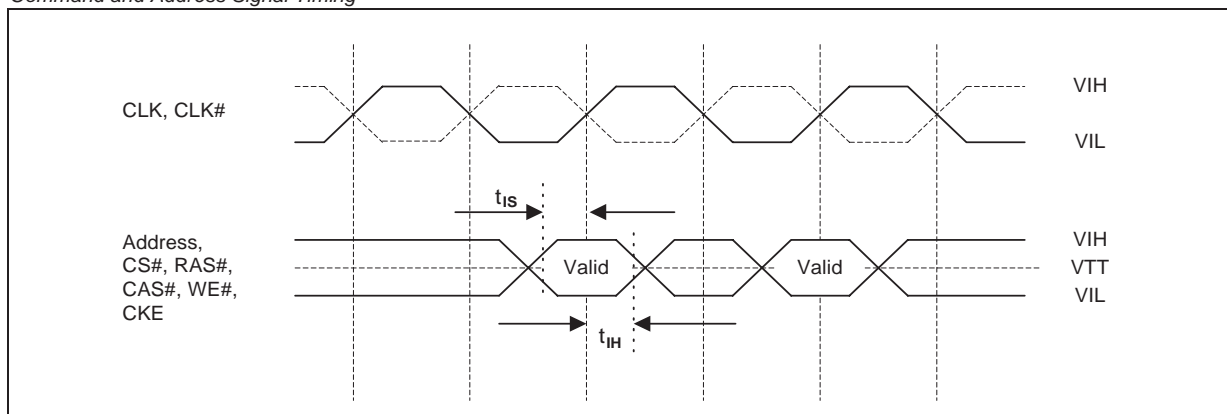 Command and Address Signal Timing
CLK, CLK#
VIH
VIL
tIS
Address,
CS#, RAS#,
CAS#, WE#,
CKE
Valid
Valid
VIH
VTT
VIL
tIH